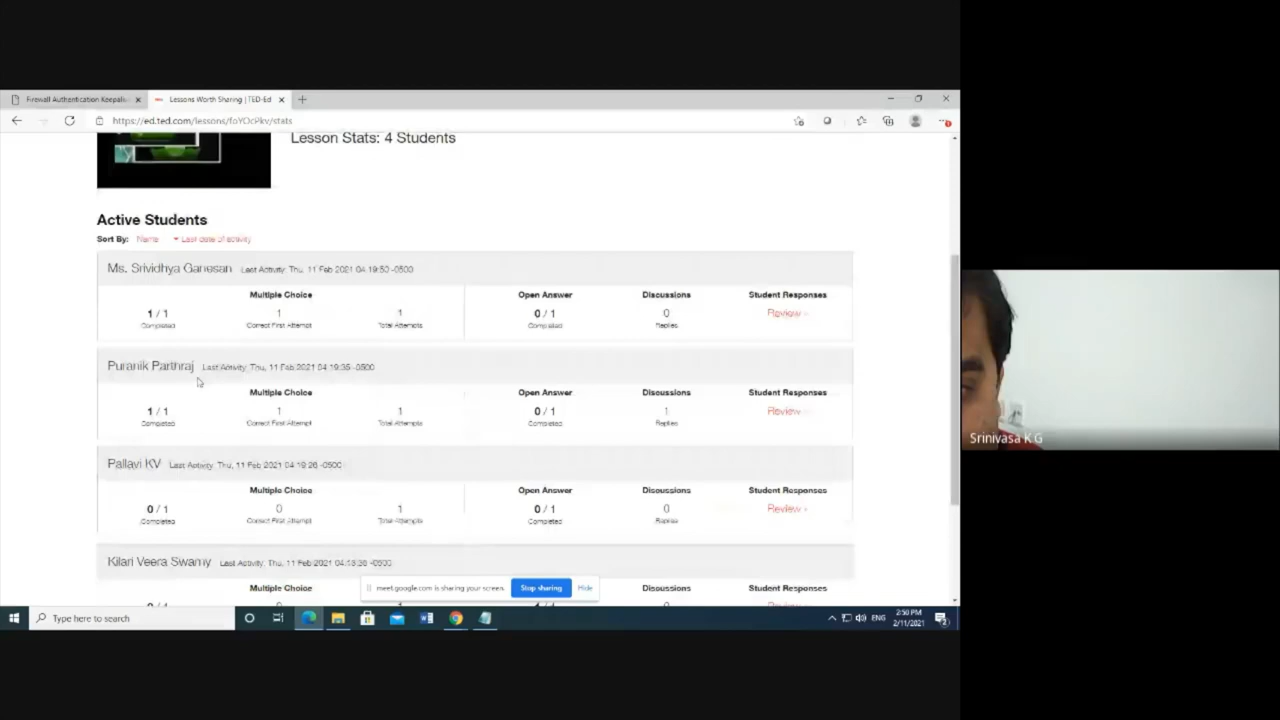 Firewall Authentication Keepaliv
Lessons Worth Sharing | TED-Ed
https://ed.ted.com/lessons/foYOcPkv/stats
Lesson Stats: 4 Students
Active Students
Sort By: Name Last date of activity
Ms. Srividhya Ganesan Last Activity: Thu, 11 Feb 2021 04:19:50 -0500
Multiple Choice Open Answer Discussions Student Responses
1 / 1 1 1 0 / 1 0 Review
Completed Correct First Attempt Total Attempts Completed Replies
Puranik Parthraj Last Activity: Thu, 11 Feb 2021 04:19:35 -0500
Multiple Choice Open Answer Discussions Student Responses
1 / 1 1 1 0 / 1 1 Review
Completed Correct First Attempt Total Attempts Completed Replies
Pallavi KV Last Activity: Thu, 11 Feb 2021 04:19:26 -0500
Multiple Choice Open Answer Discussions Student Responses
0 / 1 0 1 0 / 1 0 Review
Completed Correct First Attempt Total Attempts Completed Replies
Kilari Veera Swamy Last Activity: Thu, 11 Feb 2021
Multiple Choice Discussions Student Responses
meet.google.com is sharing your screen. Stop sharing Hide
Type here to search
ENG
2:50 PM
2/11/2021
Srinivasa K G